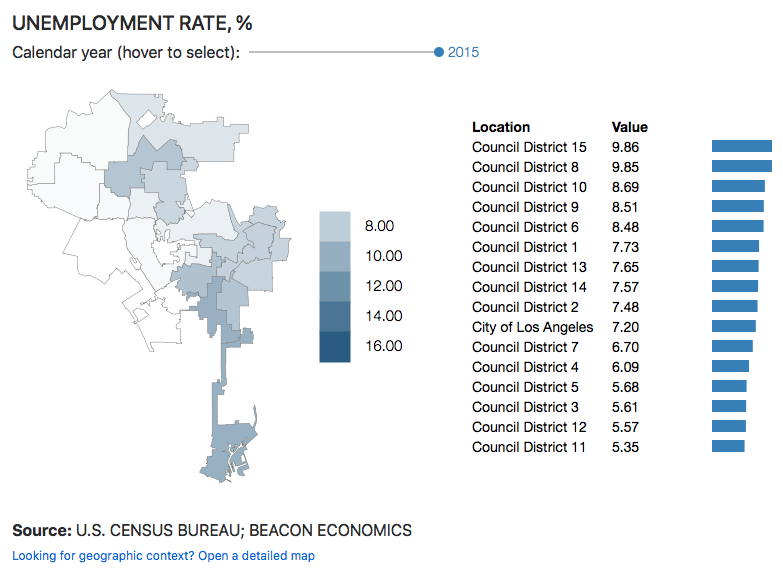 UNEMPLOYMENT RATE, %
Calendar year (hover to select): 2015
8.00
10.00
12.00
14.00
16.00
Location Value
Council District 15 9.86
Council District 8 9.85
Council District 10 8.69
Council District 9 8.51
Council District 6 8.48
Council District 1 7.73
Council District 13 7.65
Council District 14 7.57
Council District 2 7.48
City of Los Angeles 7.20
Council District 7 6.70
Council District 4 6.09
Council District 5 5.68
Council District 3 5.61
Council District 12 5.57
Council District 11 5.35
Source: U.S. CENSUS BUREAU; BEACON ECONOMICS
Looking for geographic context? Open a detailed map